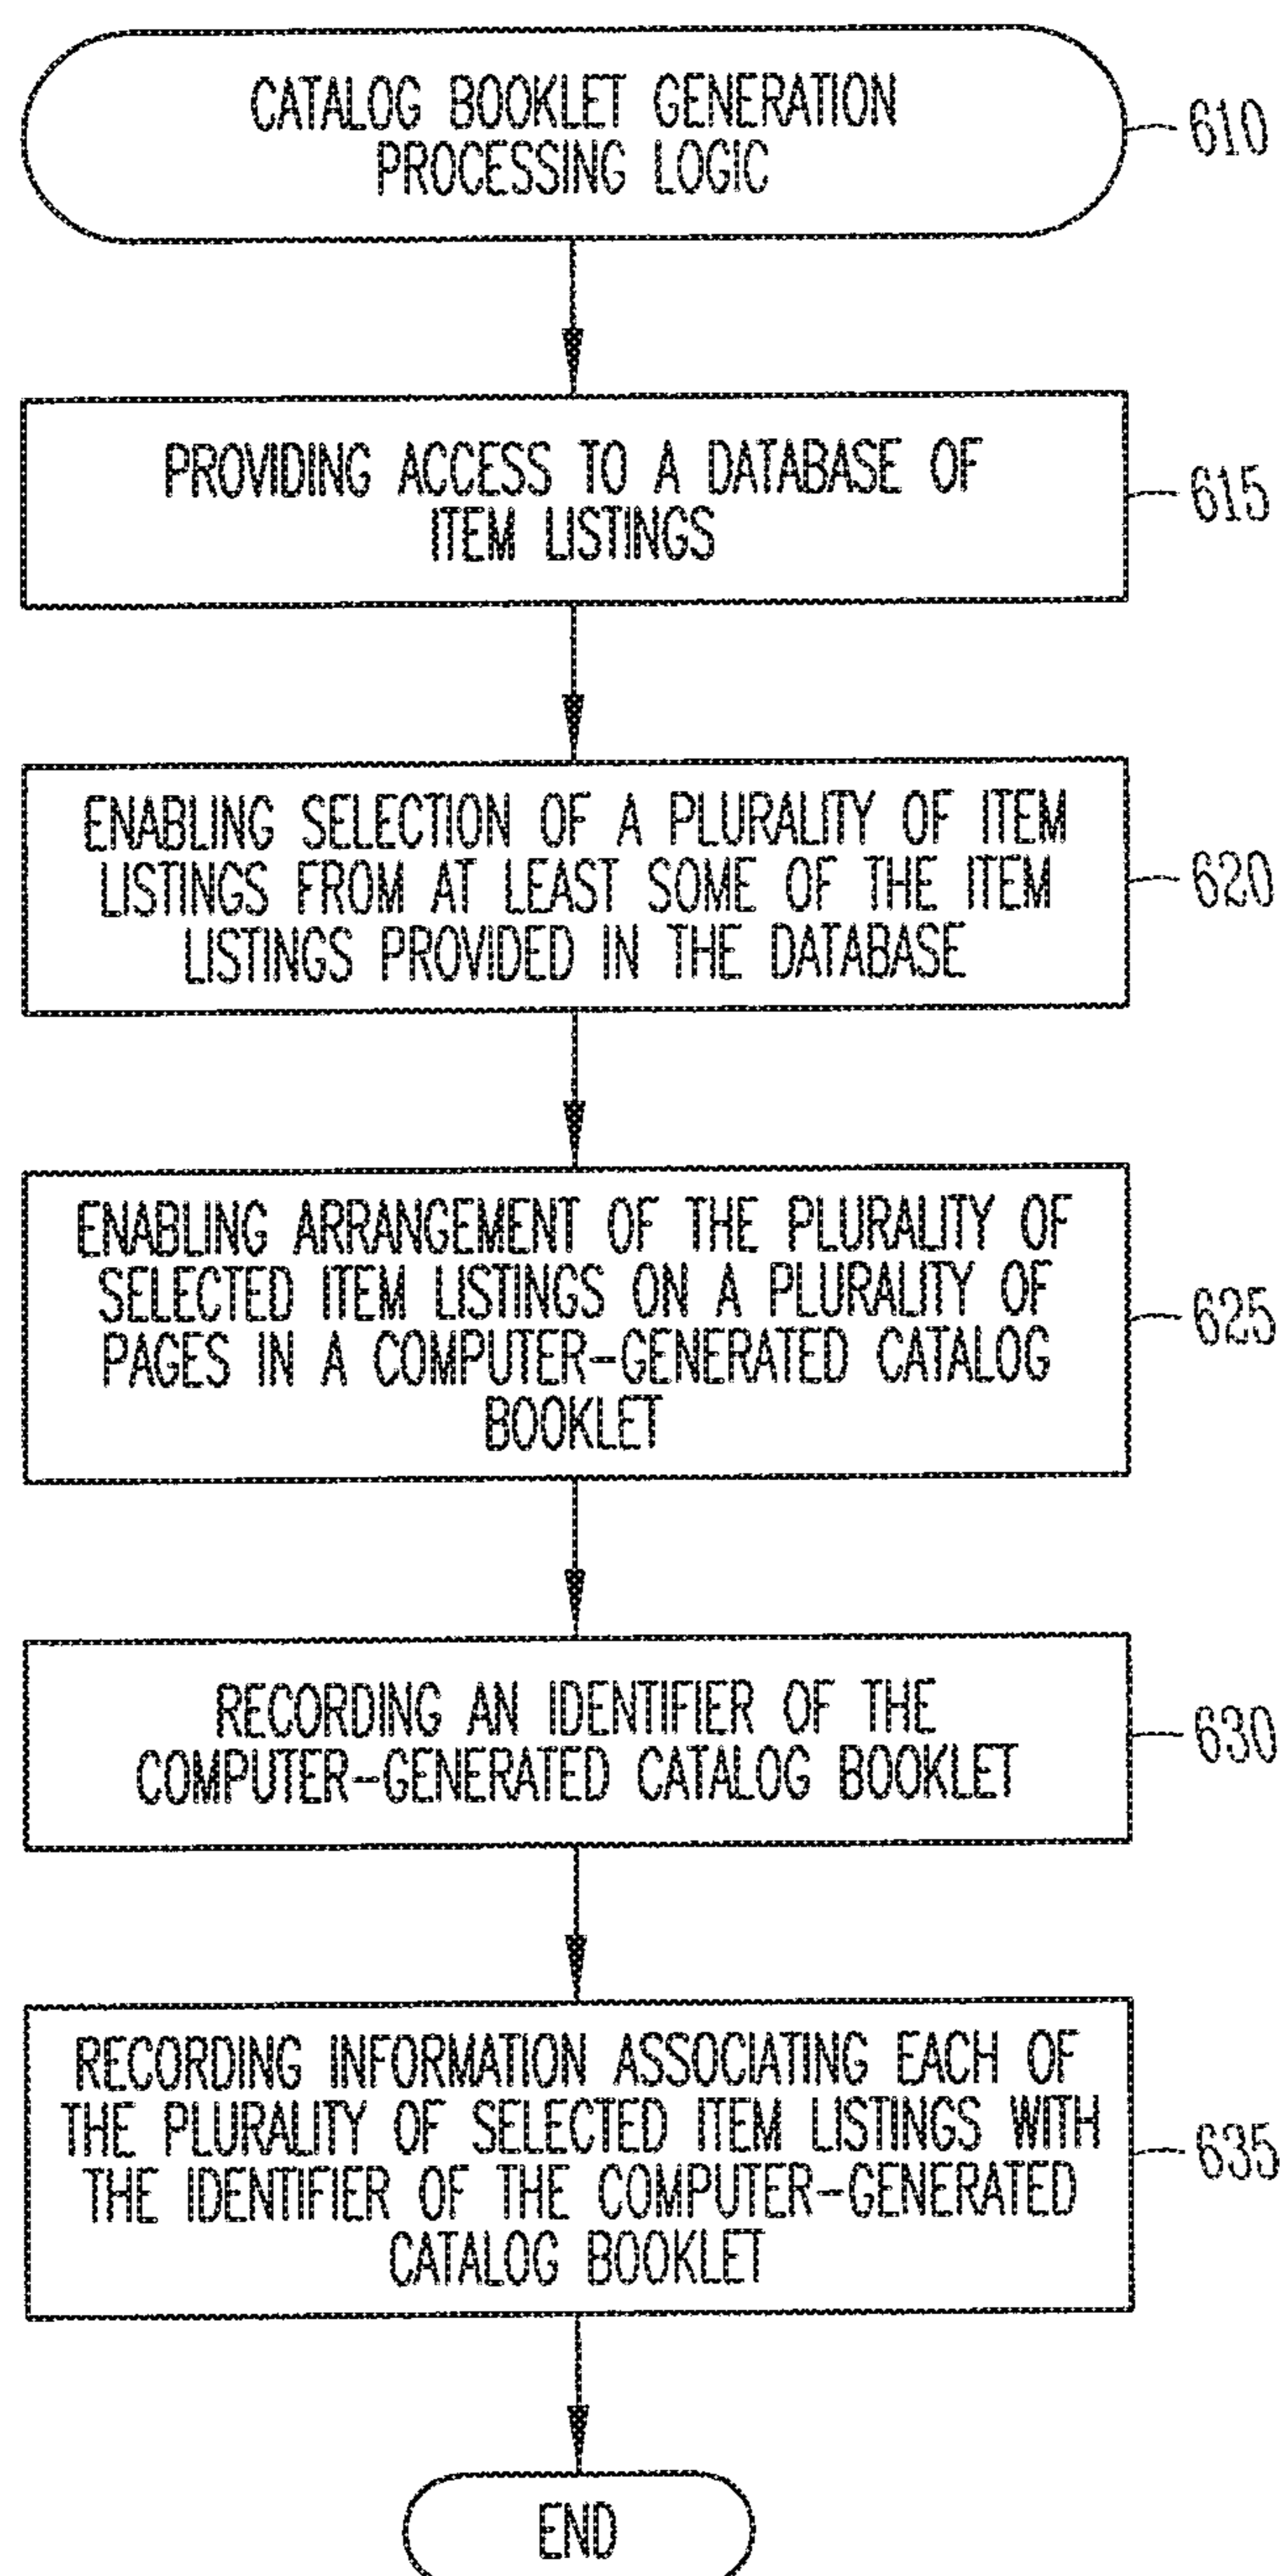 CATALOG BOOKLET GENERATION
PROCESSING LOGIC
610
PROVIDING ACCESS TO A DATABASE OF
ITEM LISTINGS
615
ENABLING SELECTION OF A PLURALITY OF ITEM
LISTINGS FROM AT LEAST SOME OF THE ITEM
LISTINGS PROVIDED IN THE DATABASE
620
ENABLING ARRANGEMENT OF THE PLURALITY OF
SELECTED ITEM LISTINGS ON A PLURALITY OF
PAGES IN A COMPUTER-GENERATED CATALOG
BOOKLET
625
RECORDING AN IDENTIFIER OF THE
COMPUTER-GENERATED CATALOG BOOKLET
630
RECORDING INFORMATION ASSOCIATING EACH OF
THE PLURALITY OF SELECTED ITEM LISTINGS WITH
THE IDENTIFIER OF THE COMPUTER-GENERATED
CATALOG BOOKLET
635
END